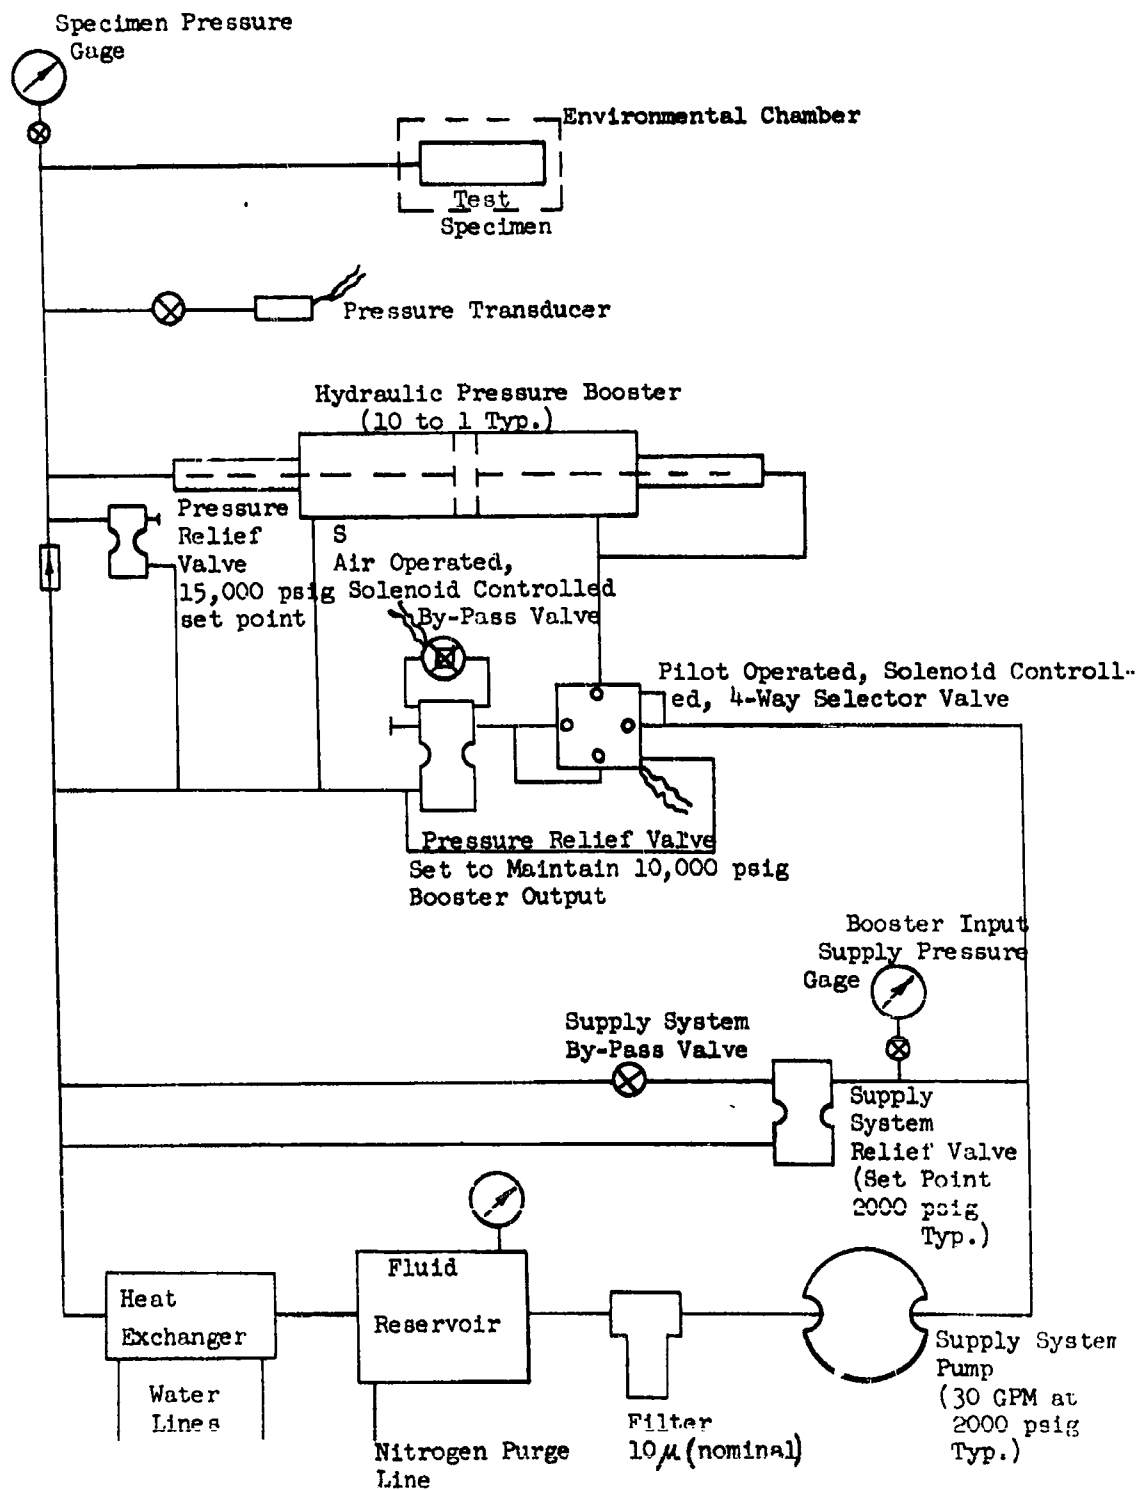 Specimen Pressure
Gage
Environmental Chamber
Test
Specimen
Pressure Transducer
Hydraulic Pressure Booster
(10 to 1 Typ.)
Pressure
Relief
Valve
15,000 psig
set point
S
Air Operated,
Solenoid Controlled
By-Pass Valve
Pilot Operated, Solenoid Controll-
ed, 4-Way Selector Valve
Pressure Relief Valve
Set to Maintain 10,000 psig
Booster Output
Booster Input
Supply Pressure
Gage
Supply System
By-Pass Valve
Supply
System
Relief Valve
(Set Point
2000 psig
Typ.)
Fluid
Reservoir
Heat
Exchanger
Water
Lines
Nitrogen Purge
Line
Filter
10 μ (nominal)
Supply System
Pump
(30 GPM at
2000 psig
Typ.)